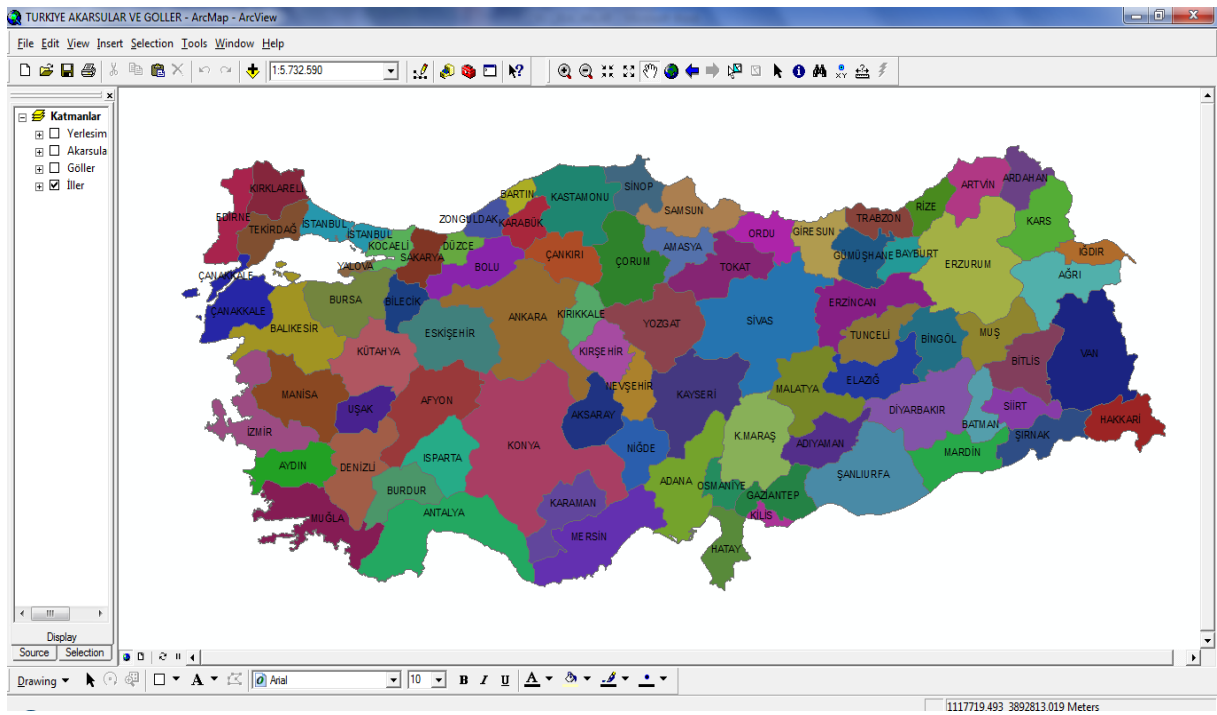 TURKIYE AKARSULAR VE GOLLER - ArcMap - ArcView
File Edit View Insert Selection Tools Window Help
1:5.732.590
Katmanlar
Yerlesim
Akarsula
Göller
İller
KIRKLARELİ
EDİRNE
TEKİRDAĞ
İSTANBUL
İSTANBUL
KOCAELİ
YALOVA
SAKARYA
DÜZCE
ZONGULDAK
BARTIN
KARABÜK
KASTAMONU
SİNOP
SAMSUN
ORDU
GİRESUN
TRABZON
RİZE
ARTVİN
ARDAHAN
KARS
IĞDIR
AĞRI
ERZURUM
BAYBURT
GÜMÜŞHANE
AMASYA
TOKAT
ÇORUM
ÇANKIRI
BOLU
ÇANAKKALE
ÇANAKKALE
BALIKESİR
BURSA
BİLECİK
ESKİŞEHİR
ANKARA
KIRIKKALE
YOZGAT
SİVAS
ERZİNCAN
TUNCELİ
BİNGÖL
MUŞ
BİTLİS
VAN
KÜTAHYA
KIRŞEHİR
NEVŞEHİR
KAYSERİ
MALATYA
ELAZIĞ
DİYARBAKIR
BATMAN
SİİRT
ŞIRNAK
HAKKARİ
MANİSA
UŞAK
AFYON
AKSARAY
İZMİR
KONYA
NİĞDE
K.MARAŞ
ADIYAMAN
MARDİN
ŞANLIURFA
AYDIN
DENİZLİ
ISPARTA
BURDUR
MUĞLA
ANTALYA
KARAMAN
MERSİN
ADANA
OSMANİYE
GAZİANTEP
KİLİS
HATAY
Display
Source Selection
Drawing
Arial
10
B I U A
1117719,493 3892813,019 Meters